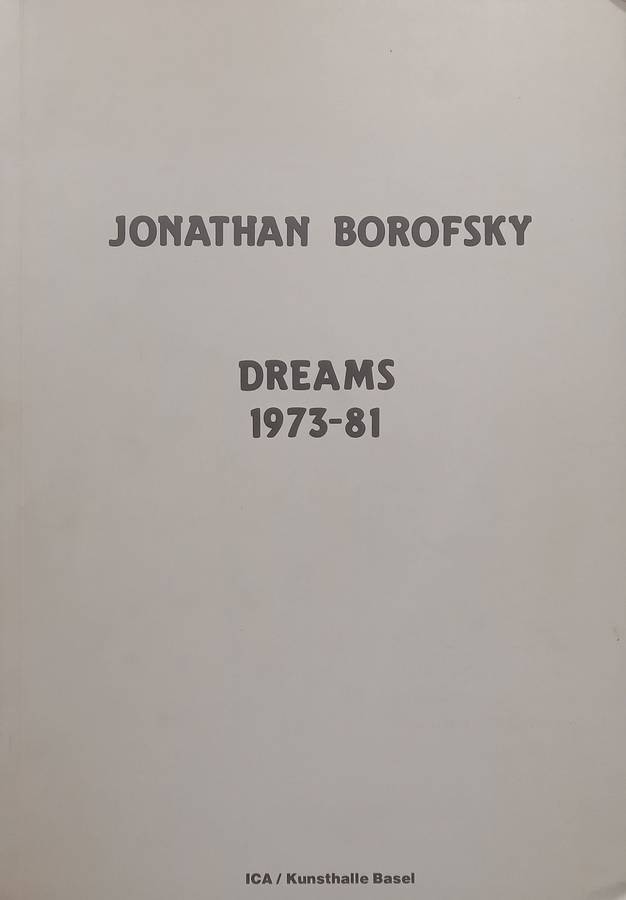 JONATHAN BOROFSKY
DREAMS
1973-81
ICA / Kunsthalle Basel